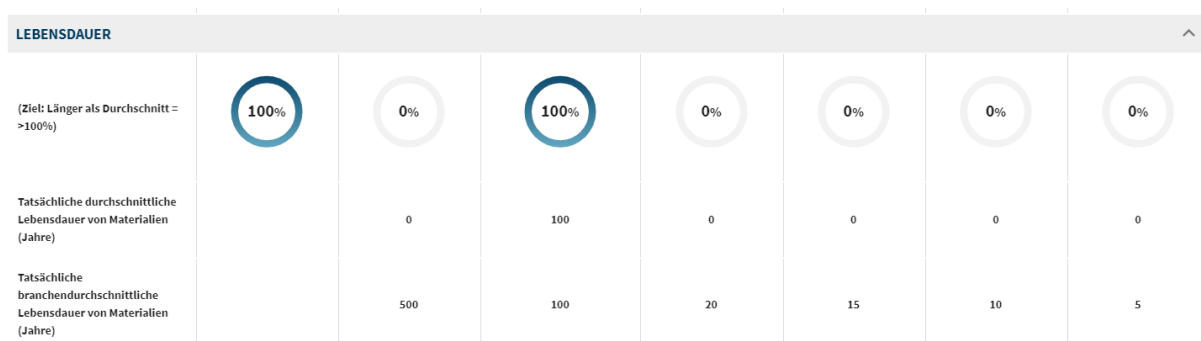 LEBENSDAUER
(Ziel: Länger als Durchschnitt =
>100%)
100% 0% 100% 0% 0% 0% 0%
Tatsächliche durchschnittliche
Lebensdauer von Materialien
(Jahre)
0 100 0 0 0 0
Tatsächliche
branchendurchschnittliche
Lebensdauer von Materialien
(Jahre)
500 100 20 15 10 5